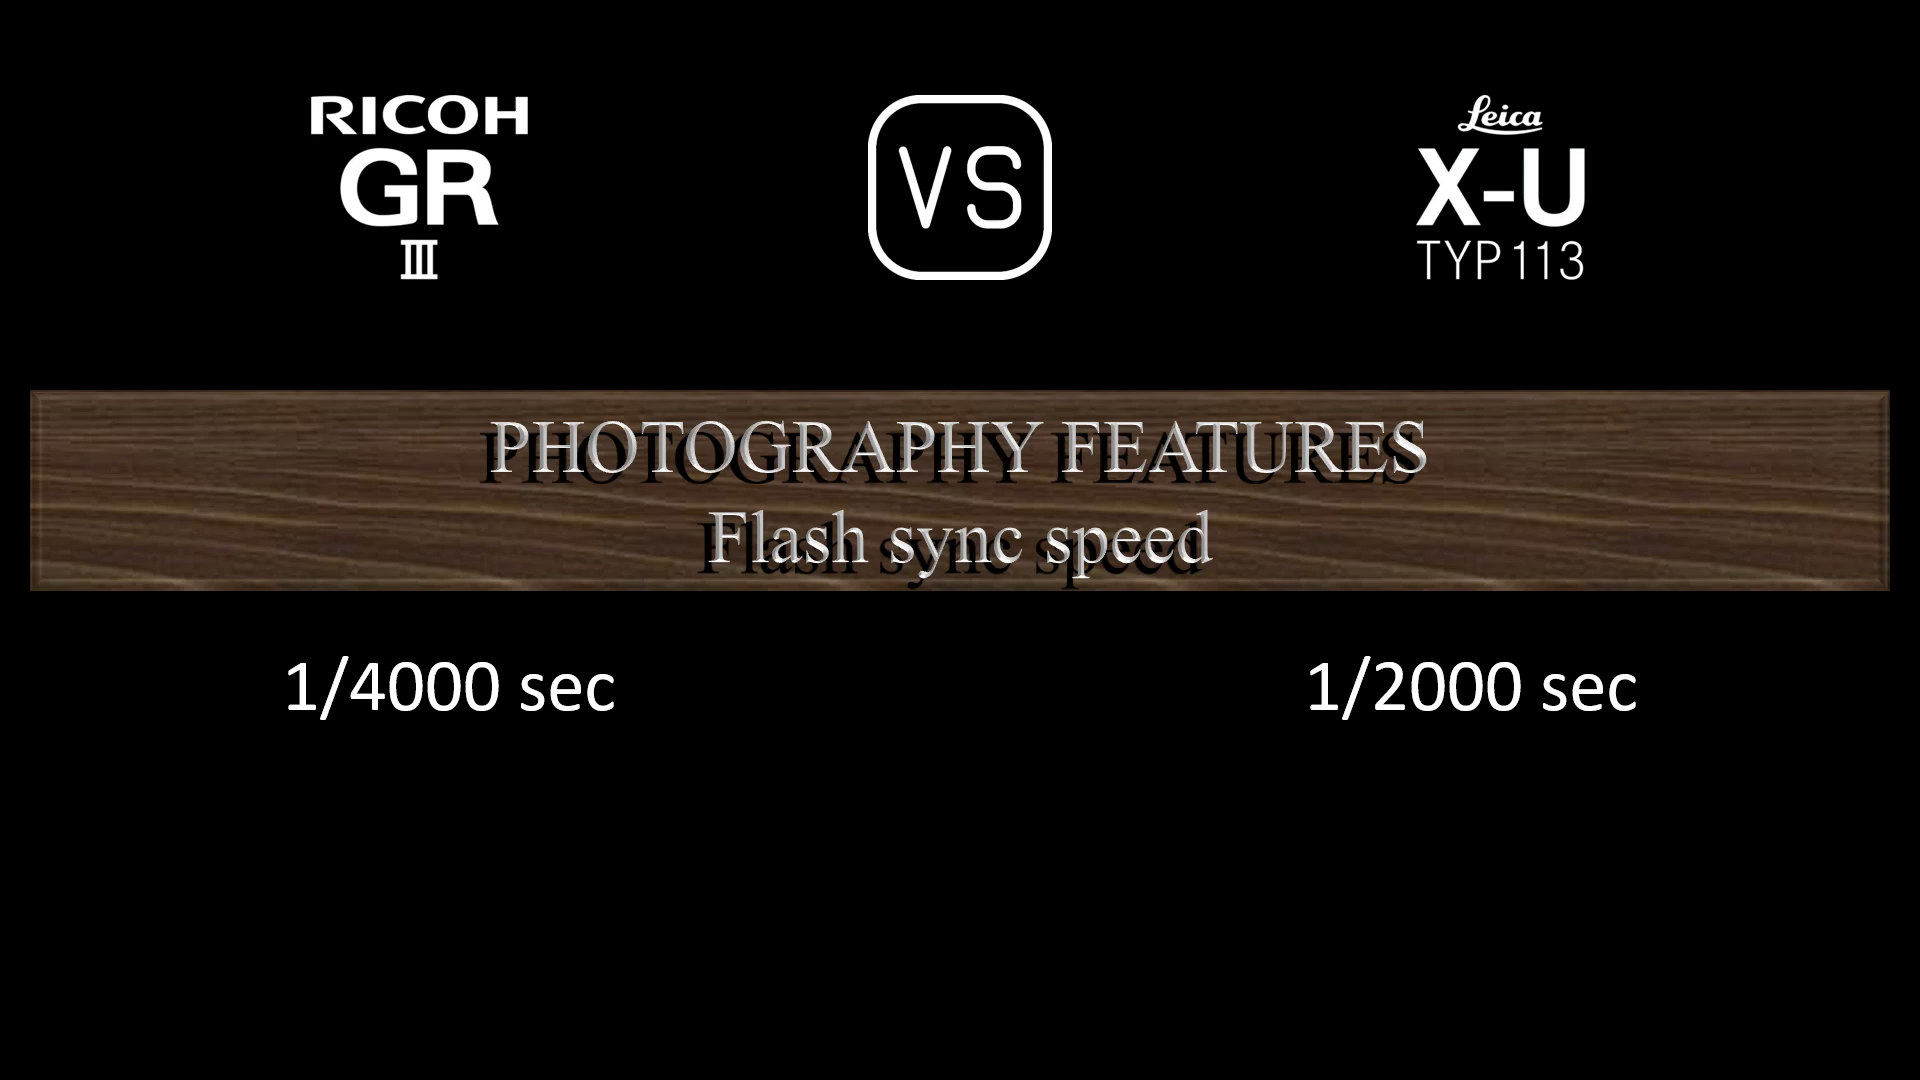 RICOH
GR
III
VS
Leica
X-U
TYP 113
PHOTOGRAPHY FEATURES
Flash sync speed
1/4000 sec
1/2000 sec